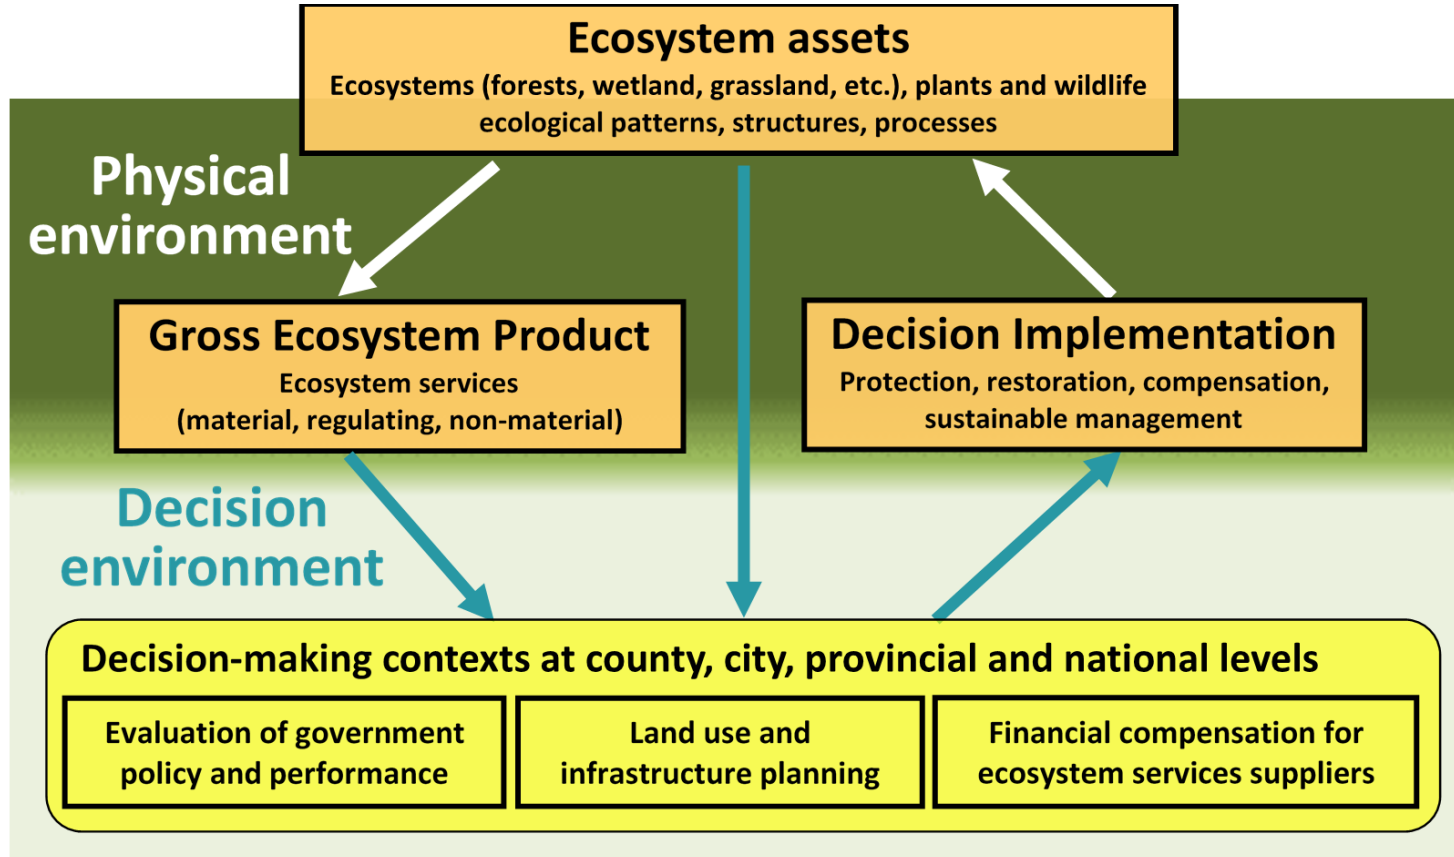 Ecosystem assets
Ecosystems (forests, wetland, grassland, etc.), plants and wildlife
ecological patterns, structures, processes
Physical
environment
Gross Ecosystem Product
Ecosystem services
(material, regulating, non-material)
Decision Implementation
Protection, restoration, compensation,
sustainable management
Decision
environment
Decision-making contexts at county, city, provincial and national levels
Evaluation of government
policy and performance
Land use and
infrastructure planning
Financial compensation for
ecosystem services suppliers